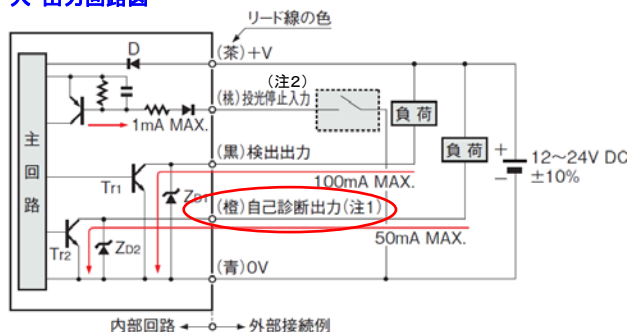 出力回路図
リード線の色
D
(茶)+V
(注2)
(桃)投光停止入力
1mA MAX.
負荷
負荷
主回路
(黒)検出出力
Tr1
100mA MAX.
ZD1
(橙)自己診断出力(注1)
50mA MAX.
Tr2
ZD2
+
−
12〜24V DC
±10%
(青)0V
内部回路
外部接続例